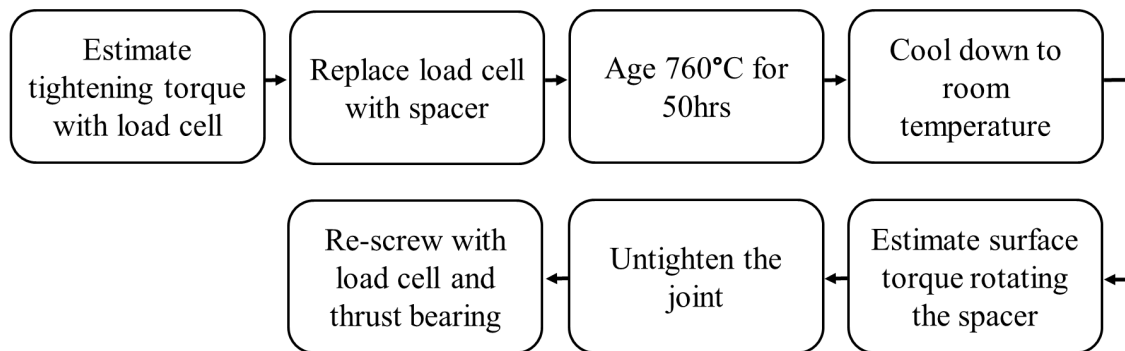 Estimate
tightening torque
with load cell
Replace load cell
with spacer
Age 760°C for
50hrs
Cool down to
room
temperature
Estimate surface
torque rotating
the spacer
Untighten the
joint
Re-screw with
load cell and
thrust bearing